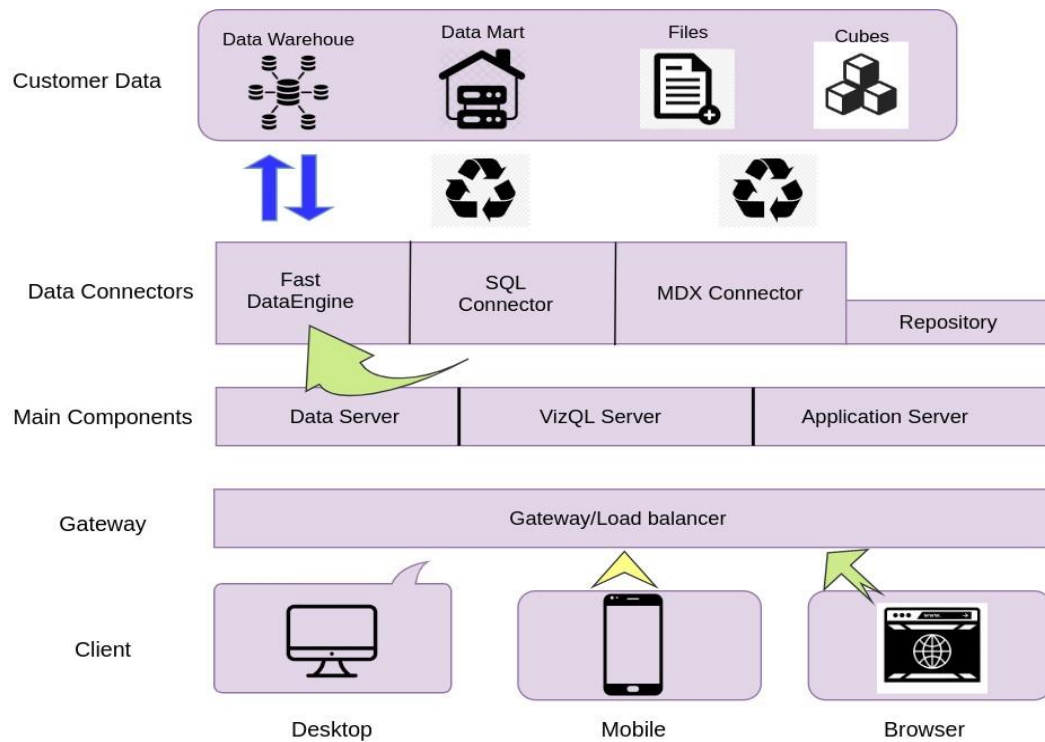 Customer Data
Data Warehoue
Data Mart
Files
Cubes
Data Connectors
Fast
DataEngine
SQL
Connector
MDX Connector
Repository
Main Components
Data Server
VizQL Server
Application Server
Gateway
Gateway/Load balancer
Client
www.
Desktop
Mobile
Browser